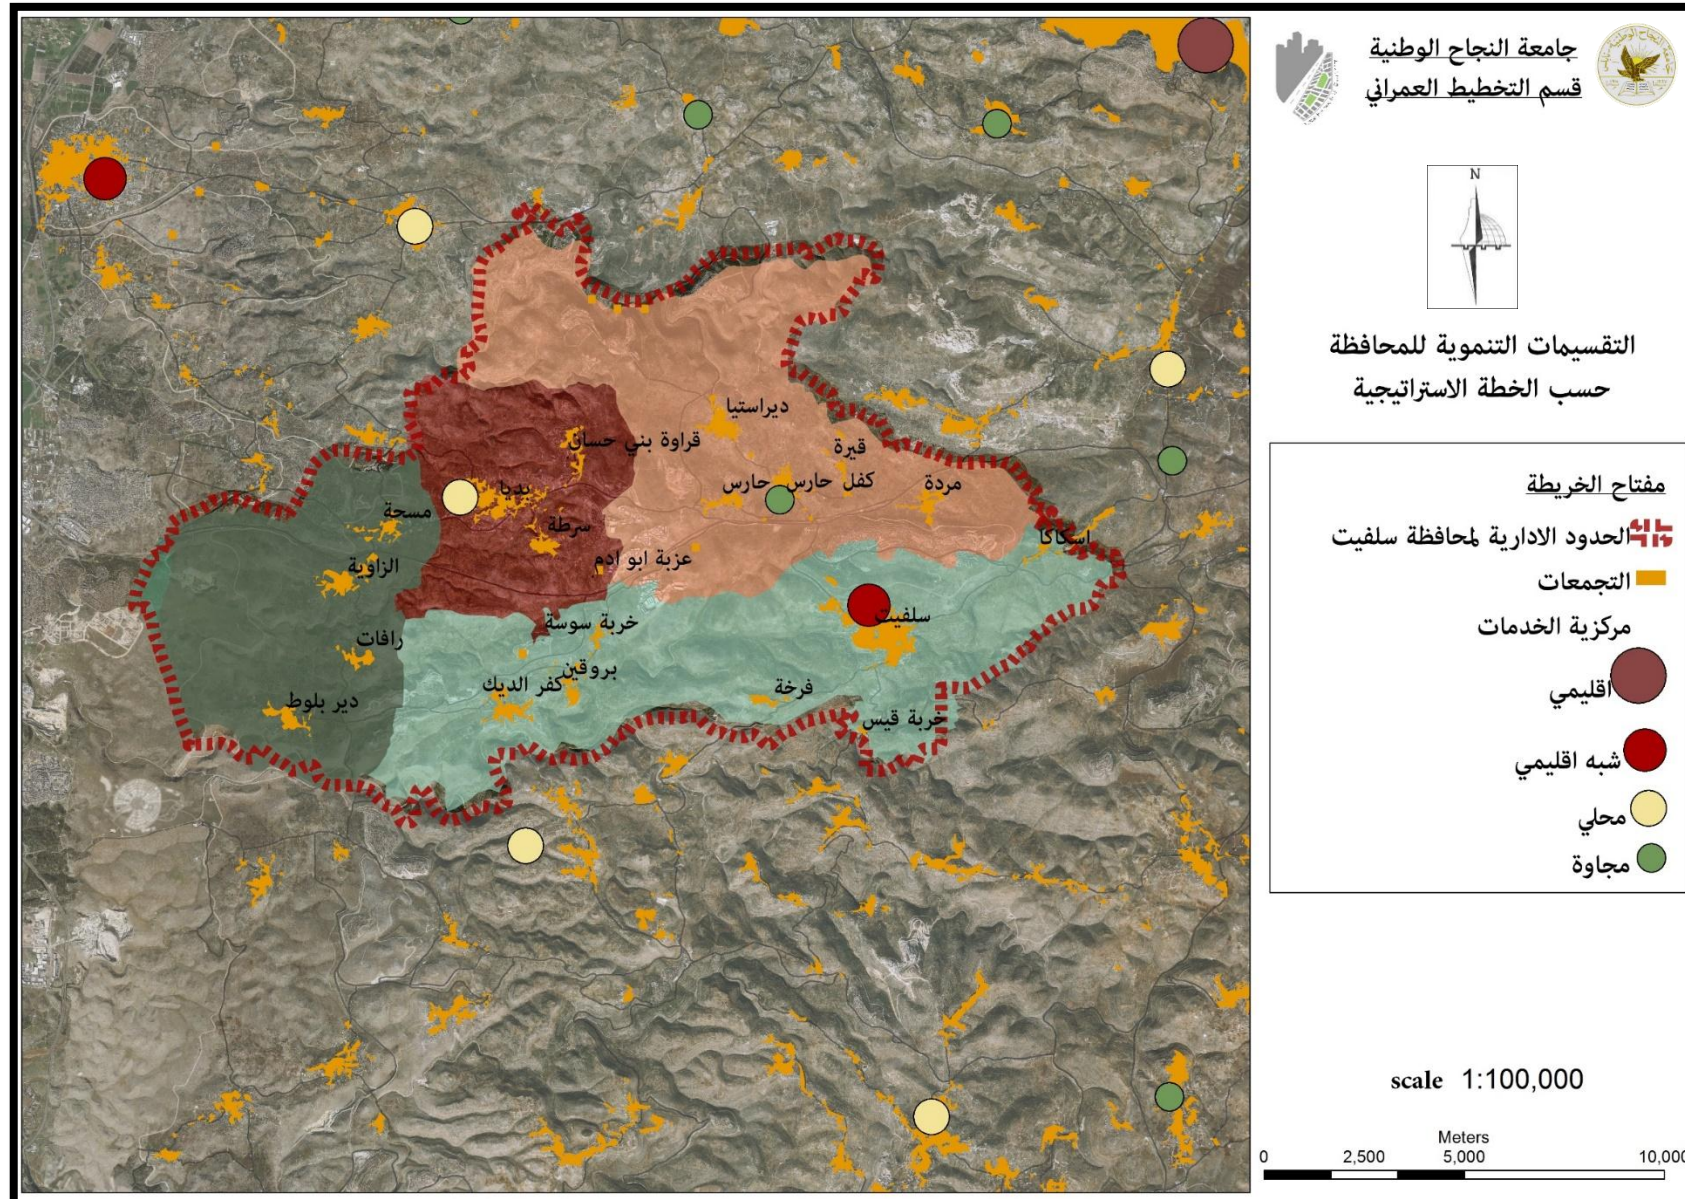 جامعة النجاح الوطنية
قسم التخطيط العمراني
N
التقسيمات التنموية للمحافظة
حسب الخطة الاستراتيجية
مفتاح الخريطة
الحدود الادارية لمحافظة سلفيت
التجمعات
مركزية الخدمات
اقليمي
شبه اقليمي
محلي
مجاوة
scale 1:100,000
Meters
0 2,500 5,000 10,000
ديراستيا
قراوة بني حسان
قيرة
كفل حارس
حارس
مردة
بديا
مسحة
سرطة
اسكاكا
عزبة ابو ادم
الزاوية
خربة سوسة
سلفيت
رافات
بروقين
كفر الديك
فرخة
دير بلوط
خربة قيس